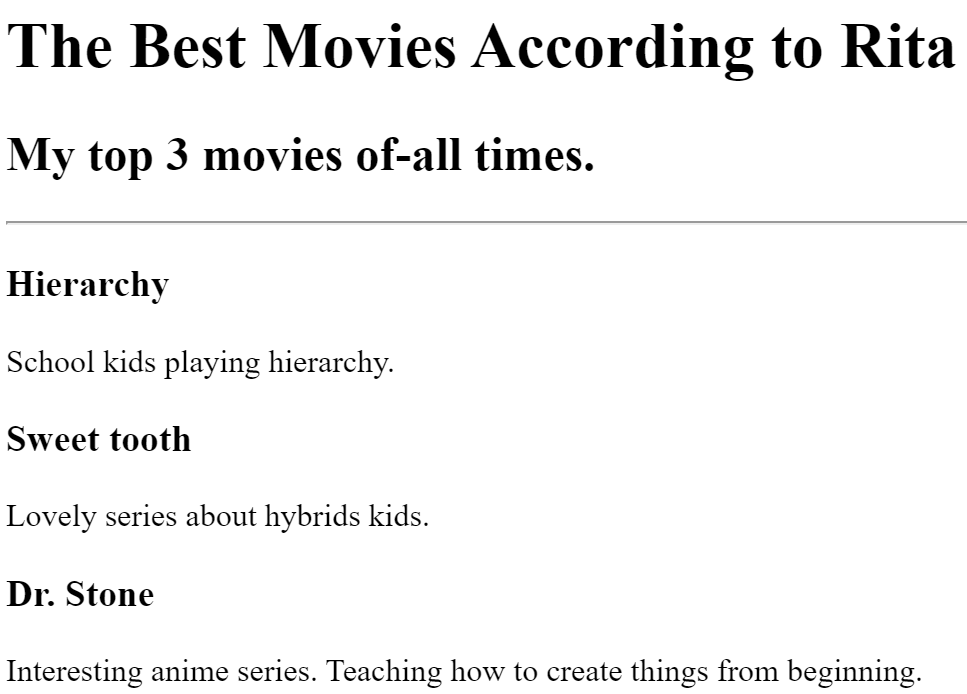 The Best Movies According to Rita
My top 3 movies of-all times.
Hierarchy
School kids playing hierarchy.
Sweet tooth
Lovely series about hybrids kids.
Dr. Stone
Interesting anime series. Teaching how to create things from beginning.